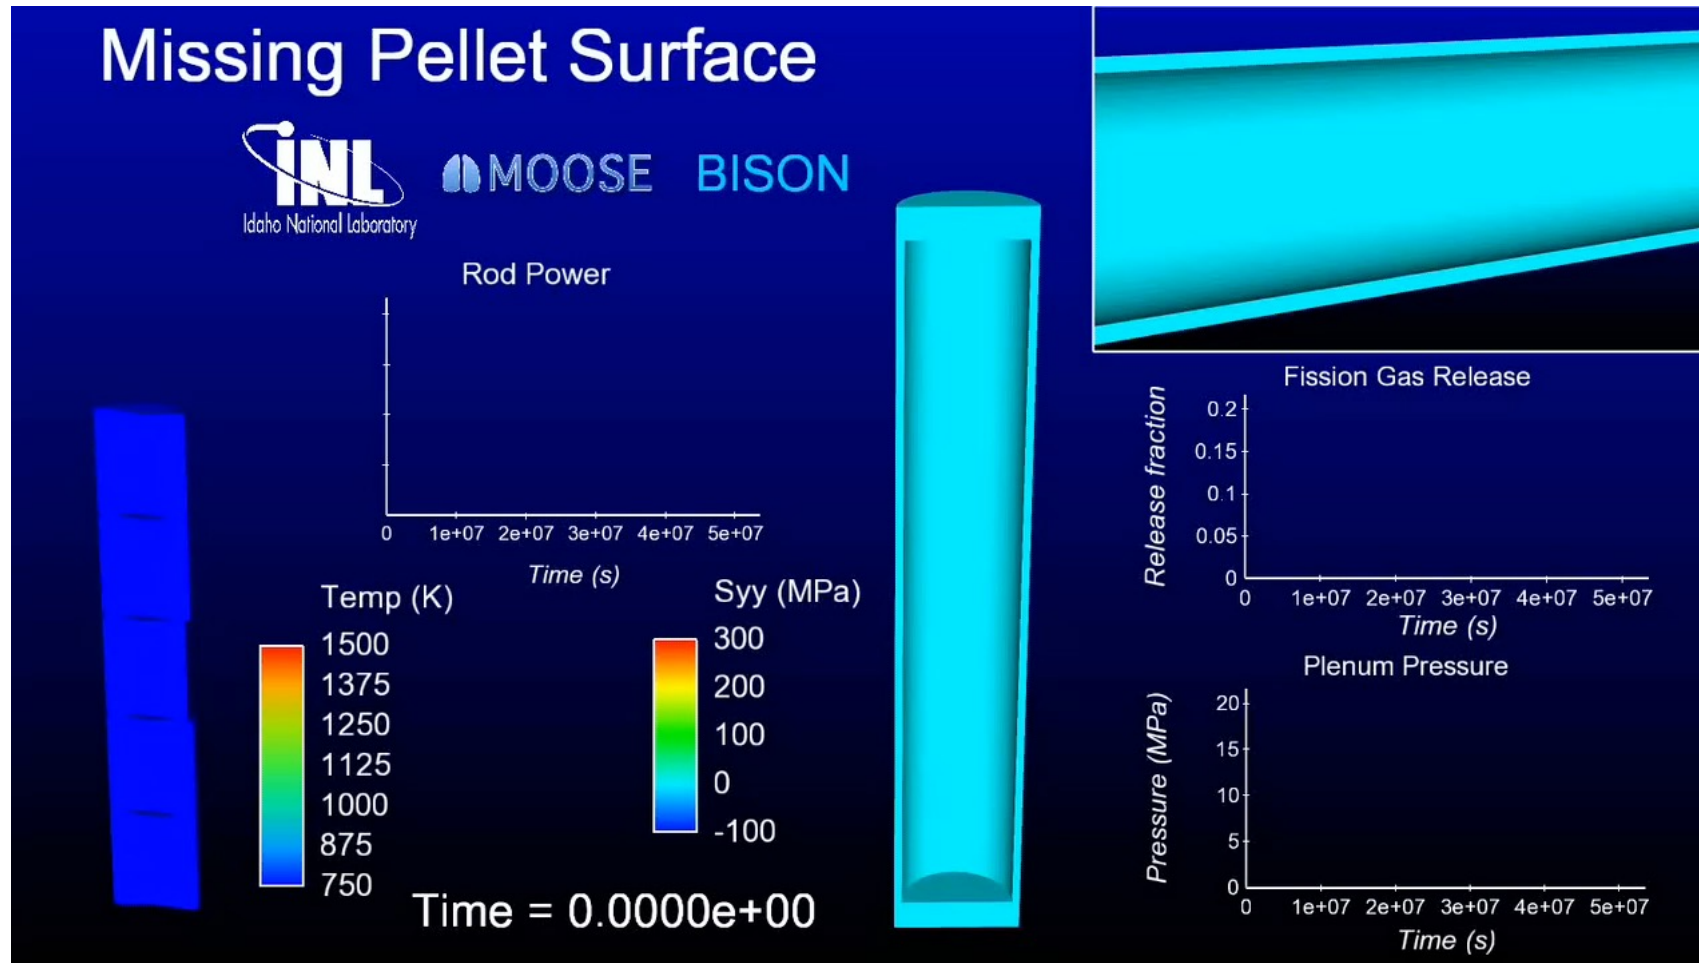 Missing Pellet Surface
INL
Idaho National Laboratory
MOOSE
BISON
Rod Power
0 1e+07 2e+07 3e+07 4e+07 5e+07
Time (s)
Temp (K)
1500
1375
1250
1125
1000
875
750
Syy (MPa)
300
200
100
0
-100
Time = 0.0000e+00
Fission Gas Release
Release fraction
0.2
0.15
0.1
0.05
0
0 1e+07 2e+07 3e+07 4e+07 5e+07
Time (s)
Plenum Pressure
Pressure (MPa)
20
15
10
5
0
0 1e+07 2e+07 3e+07 4e+07 5e+07
Time (s)